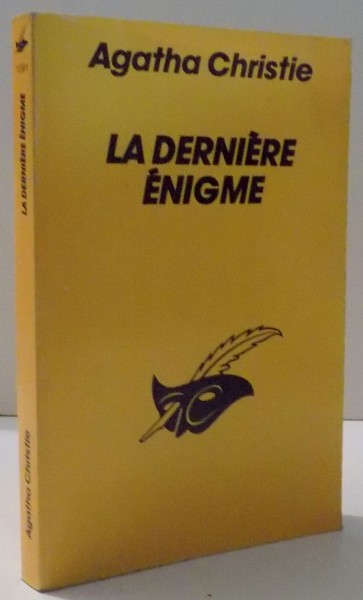 Agatha Christie
LA DERNIÈRE
ÉNIGME
LA DERNIÈRE ÉNIGME
Agatha Christie